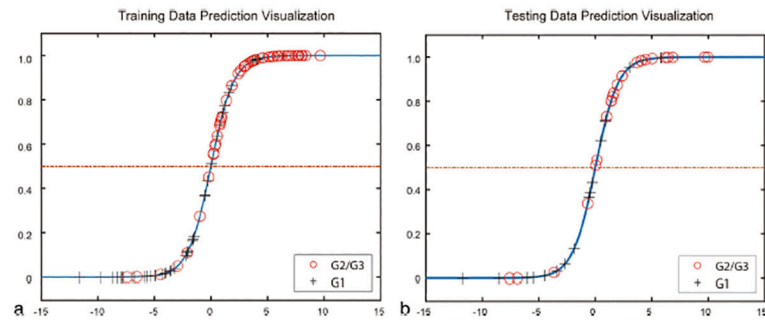 Training Data Prediction Visualization
1.0
0.8
0.6
0.4
0.2
0
G2/G3
G1
-15 -10 -5 0 5 10 15
a
Testing Data Prediction Visualization
1.0
0.8
0.6
0.4
0.2
0
G2/G3
G1
-15 -10 -5 0 5 10 15
b